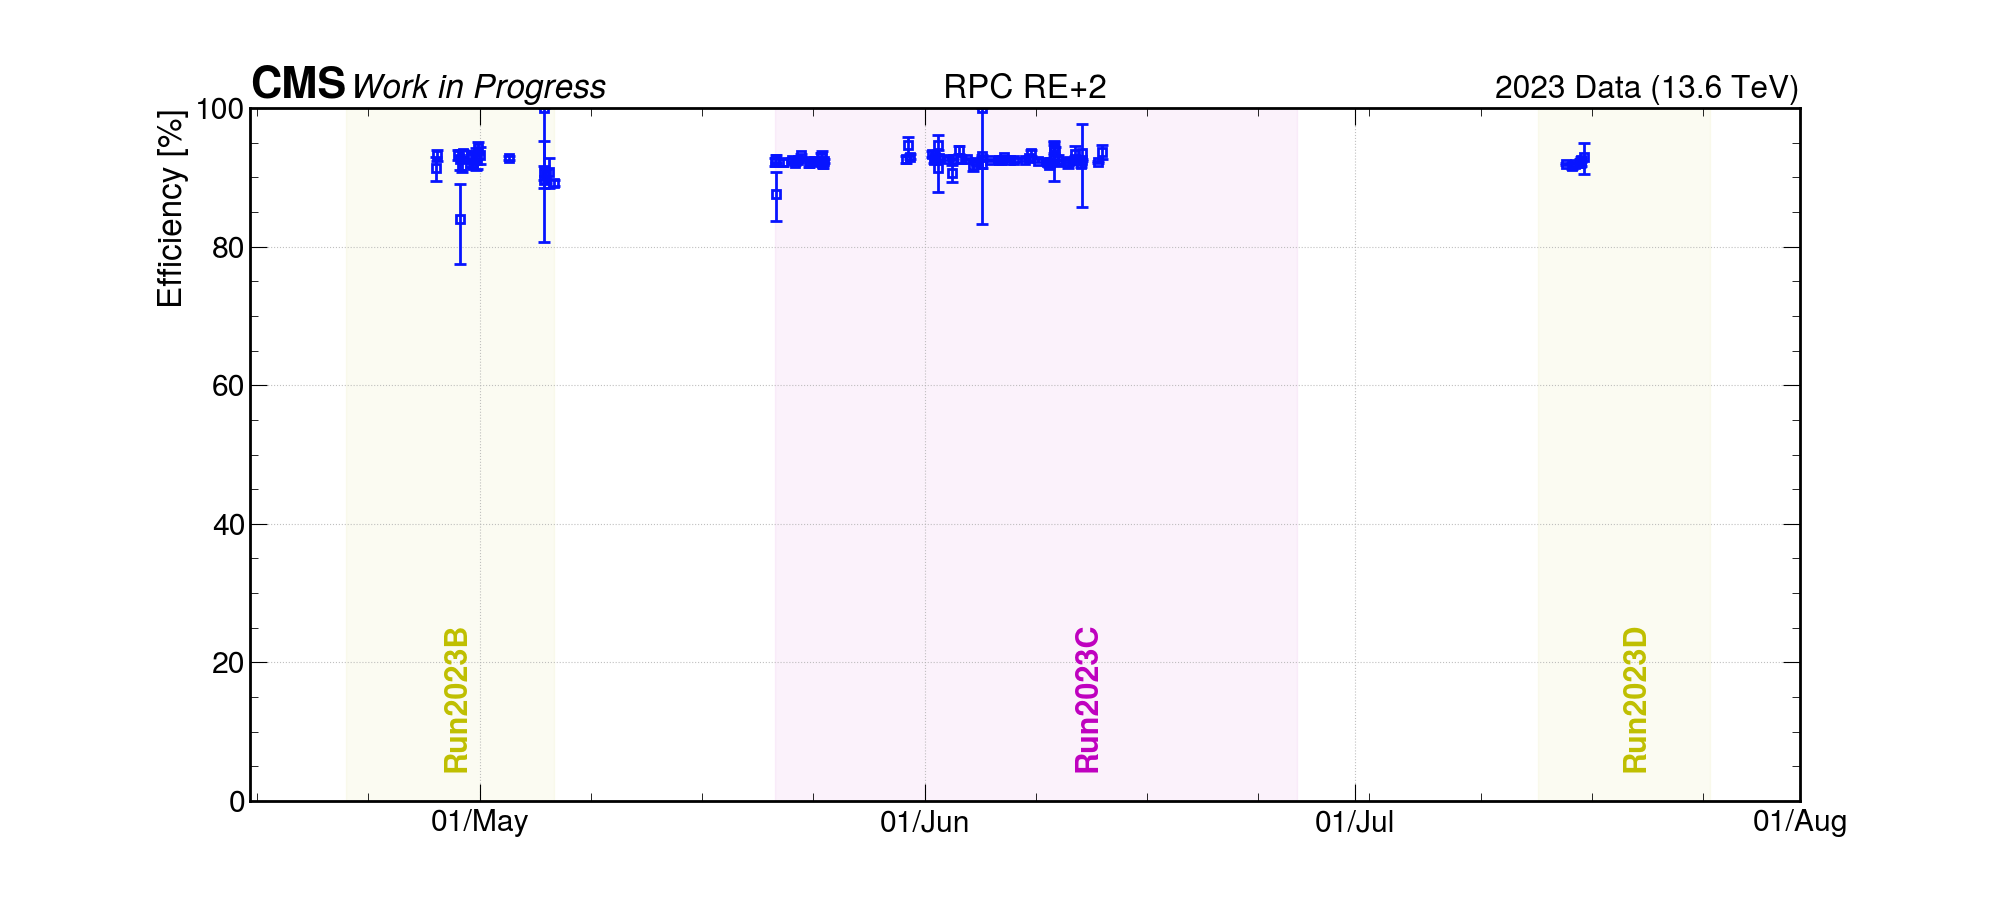 CMS Work in Progress RPC RE+2 2023 Data (13.6 TeV)
Efficiency [%]
100
80
60
40
20
0
Run2023B
Run2023C
Run2023D
01/May 01/Jun 01/Jul 01/Aug